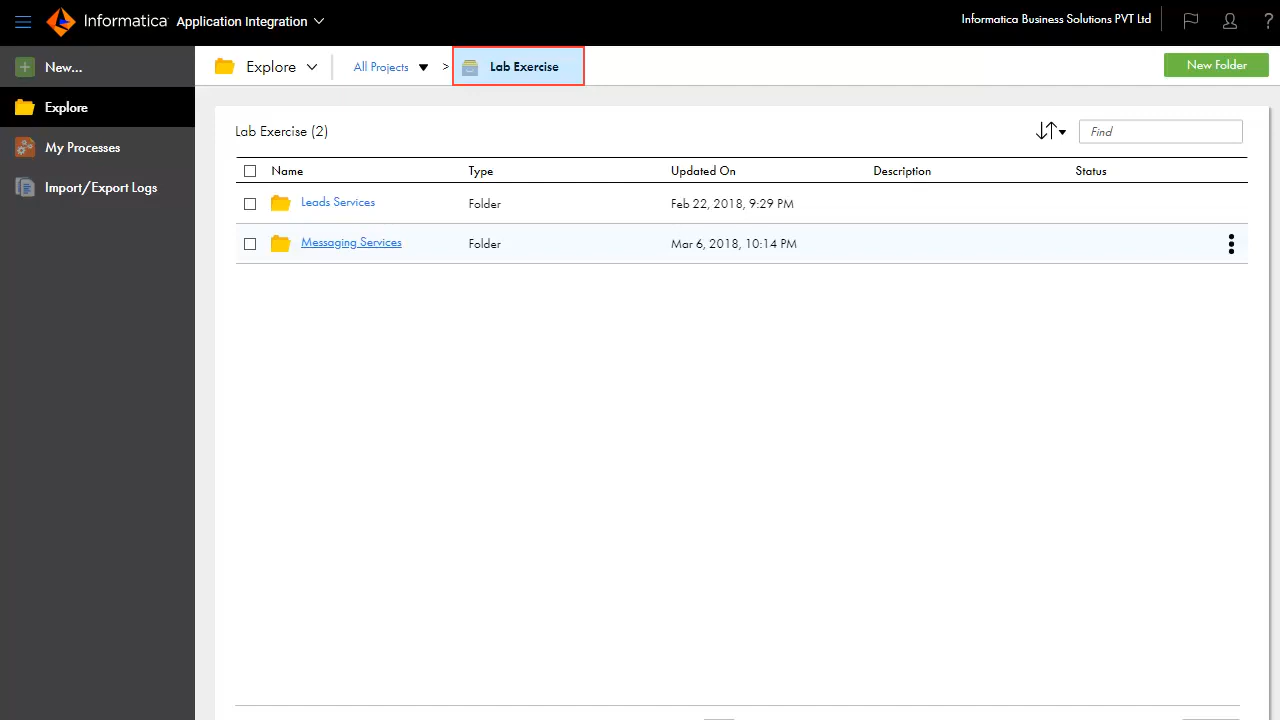 Informatica Application Integration
Informatica Business Solutions PVT Ltd
?
New...
Explore
My Processes
Import/Export Logs
Explore
All Projects > Lab Exercise
New Folder
Lab Exercise (2)
Find
Name Type Updated On Description Status
Leads Services Folder Feb 22, 2018, 9:29 PM
Messaging Services Folder Mar 6, 2018, 10:14 PM